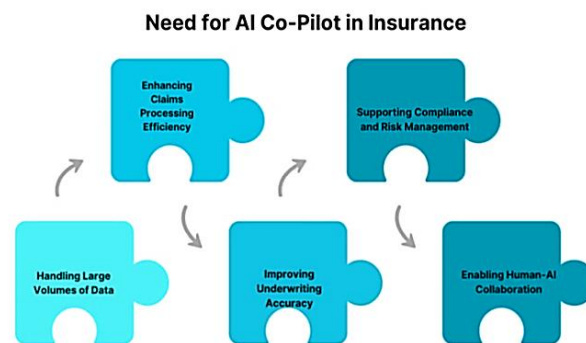 Need for AI Co-Pilot in Insurance
Enhancing
Claims
Processing
Efficiency
Supporting Compliance
and Risk Management
Handling Large
Volumes of Data
Improving
Underwriting
Accuracy
Enabling Human-AI
Collaboration